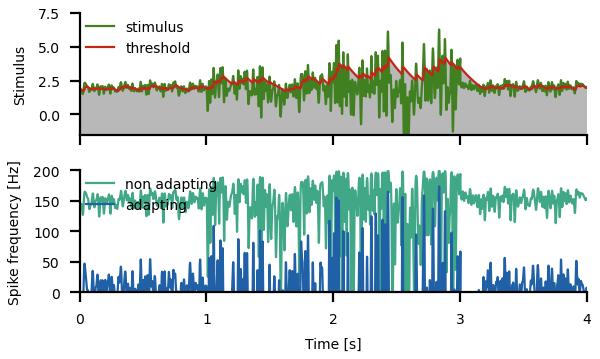 7.5
5.0
2.5
0.0
Stimulus
stimulus
threshold
200
150
100
50
0
Spike frequency [Hz]
non adapting
adapting
0 1 2 3 4
Time [s]